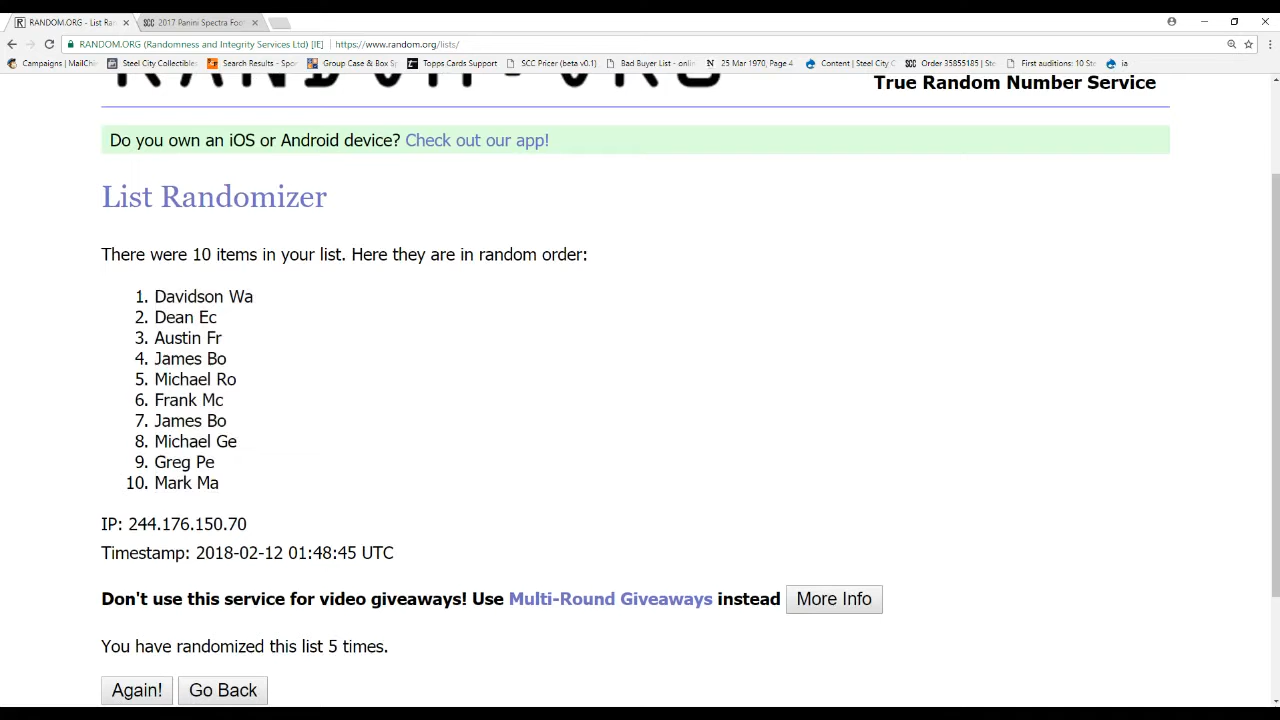 RANDOM.ORG - List Ra
2017 Panini Spectra Foo
RANDOM.ORG (Randomness and Integrity Services Ltd) [IE] https://www.random.org/lists/
Campaigns | MailChi Steel City Collectibles Search Results - Spor Group Case & Box Sp Topps Cards Support SCC Pricer (beta v0.1) Bad Buyer List - onlin 25 Mar 1970, Page 4 Content | Steel City C Order 35855185 | Ste First auditions: 10 St ia
RANDOM.ORG
True Random Number Service
Do you own an iOS or Android device? Check out our app!
List Randomizer
There were 10 items in your list. Here they are in random order:
1. Davidson Wa
2. Dean Ec
3. Austin Fr
4. James Bo
5. Michael Ro
6. Frank Mc
7. James Bo
8. Michael Ge
9. Greg Pe
10. Mark Ma
IP: 244.176.150.70
Timestamp: 2018-02-12 01:48:45 UTC
Don't use this service for video giveaways! Use Multi-Round Giveaways instead More Info
You have randomized this list 5 times.
Again! Go Back